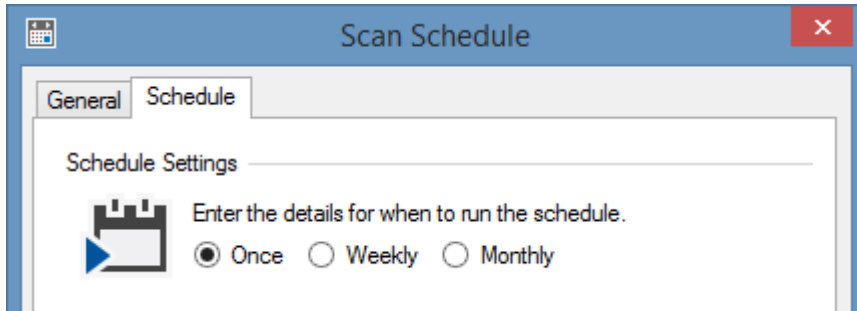 Scan Schedule
General Schedule
Schedule Settings
Enter the details for when to run the schedule.
Once Weekly Monthly